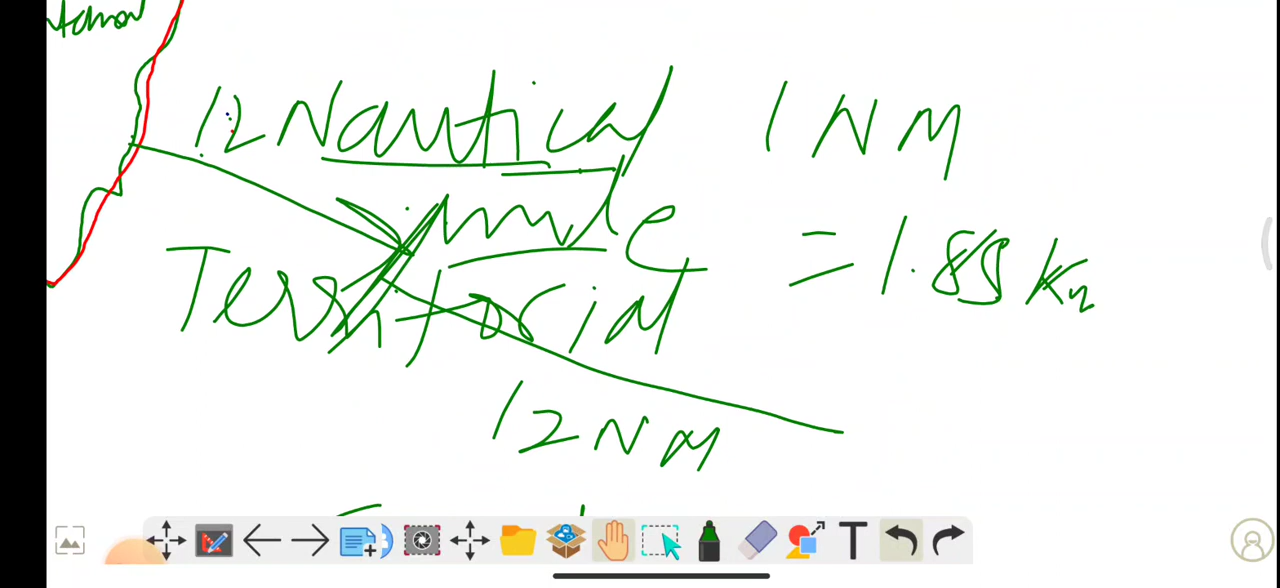 12 Nautical
mile
1 NM
= 1.85 Km
Territorial
12 NM
T